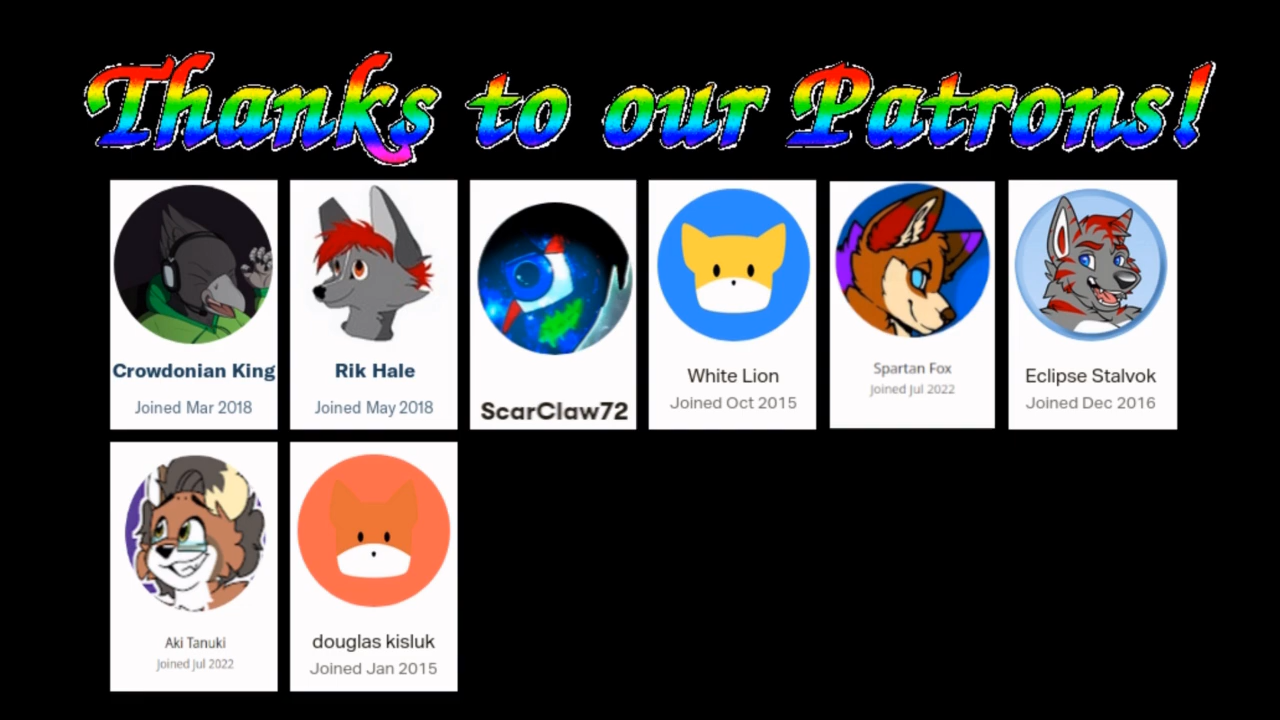 Thanks to our Patrons!
Crowdonian King
Joined Mar 2018
Rik Hale
Joined May 2018
ScarClaw72
White Lion
Joined Oct 2015
Spartan Fox
Joined Jul 2022
Eclipse Stalvok
Joined Dec 2016
Aki Tanuki
Joined Jul 2022
douglas kisluk
Joined Jan 2015